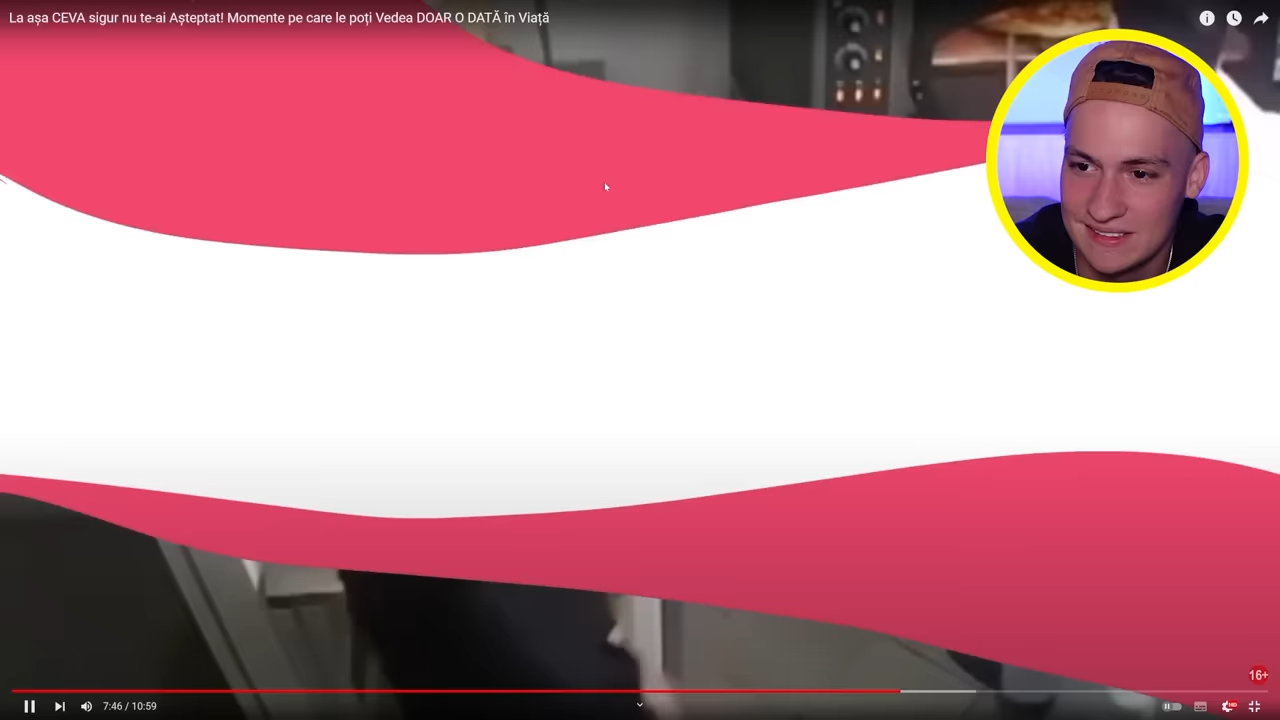 La așa CEVA sigur nu te-ai Așteptat! Momente pe care le poți Vedea DOAR O DATĂ în Viață
16+
7:46 / 10:59
HD